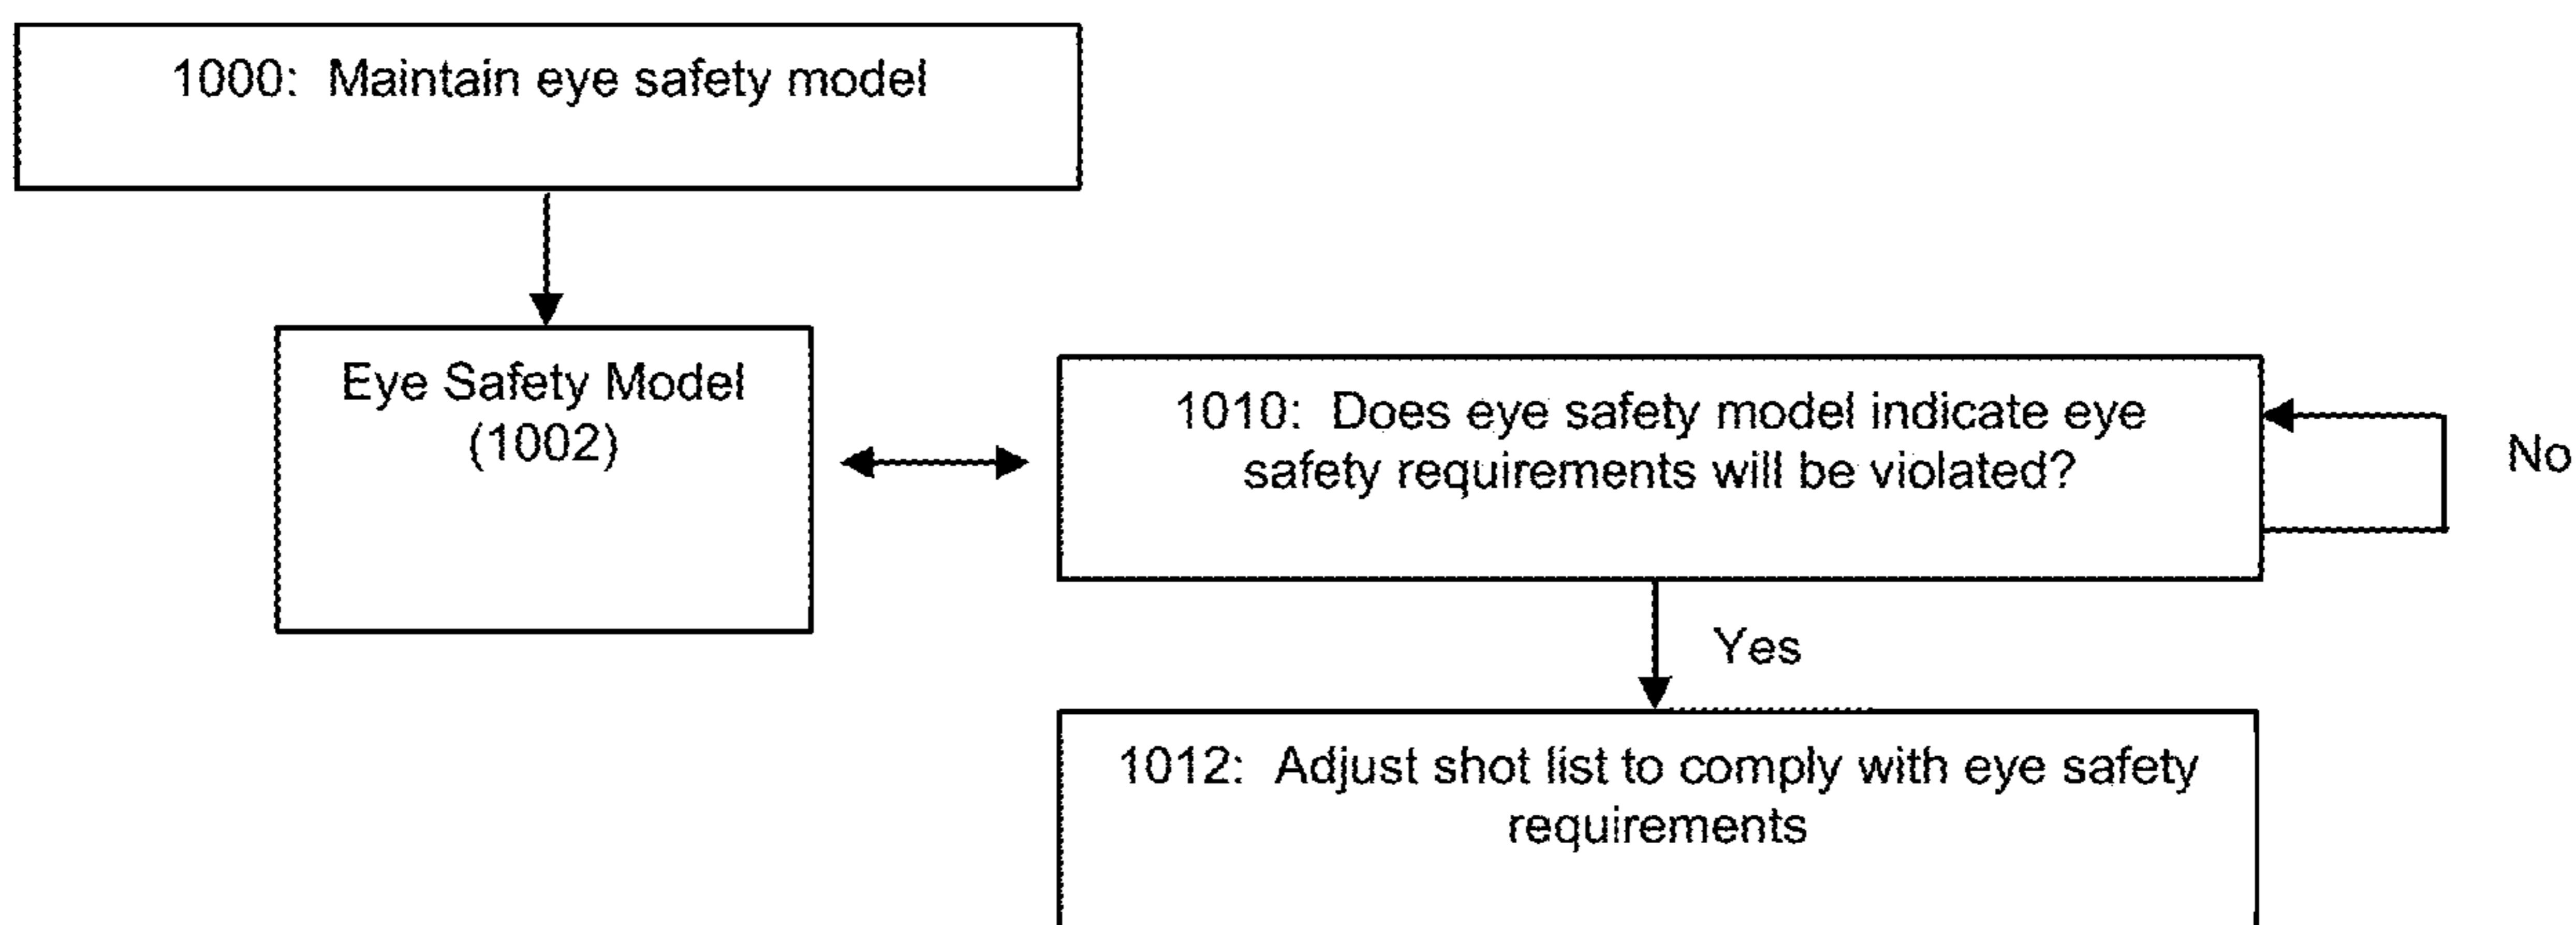 1000: Maintain eye safety model
Eye Safety Model
(1002)
1010: Does eye safety model indicate eye
safety requirements will be violated?
No
Yes
1012: Adjust shot list to comply with eye safety
requirements